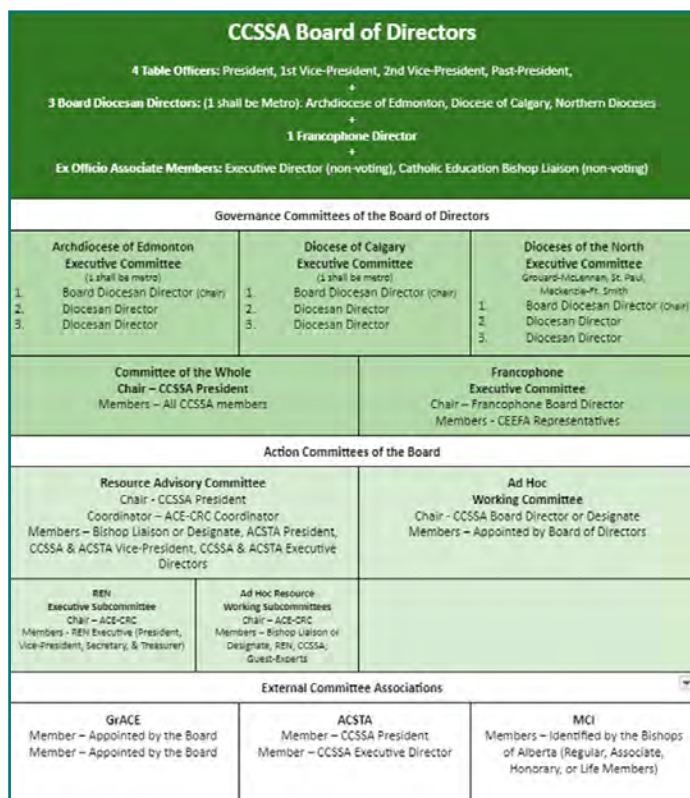 CCSSA Board of Directors
4 Table Officers: President, 1st Vice-President, 2nd Vice-President, Past-President,
+
3 Board Diocesan Directors: (1 shall be Metro): Archdiocese of Edmonton, Diocese of Calgary, Northern Dioceses
+
1 Francophone Director
+
Ex Officio Associate Members: Executive Director (non-voting), Catholic Education Bishop Liaison (non-voting)
Governance Committees of the Board of Directors
Archdiocese of Edmonton
Executive Committee
(1 shall be metro)
1. Board Diocesan Director (Chair)
2. Diocesan Director
3. Diocesan Director
Diocese of Calgary
Executive Committee
(1 shall be metro)
1. Board Diocesan Director (Chair)
2. Diocesan Director
3. Diocesan Director
Dioceses of the North
Executive Committee
Grouard-McLennan, St. Paul,
Mackenzie-Ft. Smith
1. Board Diocesan Director (Chair)
2. Diocesan Director
3. Diocesan Director
Committee of the Whole
Chair – CCSSA President
Members – All CCSSA members
Francophone
Executive Committee
Chair – Francophone Board Director
Members - CEEFA Representatives
Action Committees of the Board
Resource Advisory Committee
Chair - CCSSA President
Coordinator – ACE-CRC Coordinator
Members – Bishop Liaison or Designate, ACSTA President,
CCSSA & ACSTA Vice-President, CCSSA & ACSTA Executive
Directors
Ad Hoc
Working Committee
Chair - CCSSA Board Director or Designate
Members – Appointed by Board of Directors
REN
Executive Subcommittee
Chair – ACE-CRC
Members - REN Executive (President,
Vice-President, Secretary, & Treasurer)
Ad Hoc Resource
Working Subcommittees
Chair – ACE-CRC
Members – Bishop Liaison or
Designate, REN, CCSSA,
Guest-Experts
External Committee Associations
GrACE
Member – Appointed by the Board
Member – Appointed by the Board
ACSTA
Member – CCSSA President
Member – CCSSA Executive Director
MCI
Members – Identified by the Bishops
of Alberta (Regular, Associate,
Honorary, or Life Members)